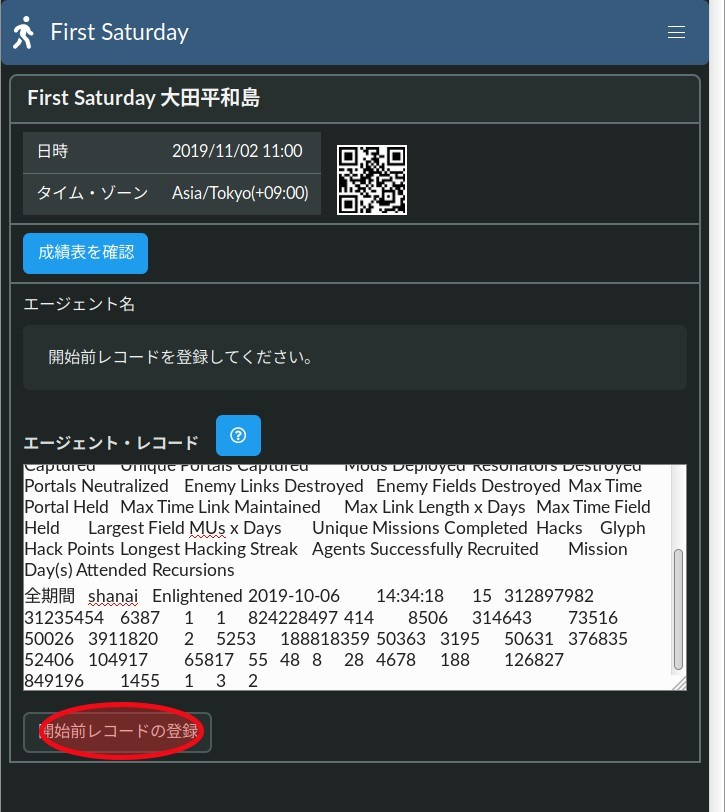 First Saturday
First Saturday 大田平和島
日時 2019/11/02 11:00
タイム・ゾーン Asia/Tokyo(+09:00)
成績表を確認
エージェント名
開始前レコードを登録してください。
エージェント・レコード
Captured Unique Portals Captured Mods Deployed Resonators Destroyed
Portals Neutralized Enemy Links Destroyed Enemy Fields Destroyed Max Time
Portal Held Max Time Link Maintained Max Link Length x Days Max Time Field
Held Largest Field MUs x Days Unique Missions Completed Hacks Glyph
Hack Points Longest Hacking Streak Agents Successfully Recruited Mission
Day(s) Attended Recursions
全期間 shanai Enlightened 2019-10-06 14:34:18 15 312897982
31235454 6387 1 1 824228497 414 8506 314643 73516
50026 3911820 2 5253 188818359 50363 3195 50631 376835
52406 104917 65817 55 48 8 28 4678 188 126827
849196 1455 1 3 2
開始前レコードの登録